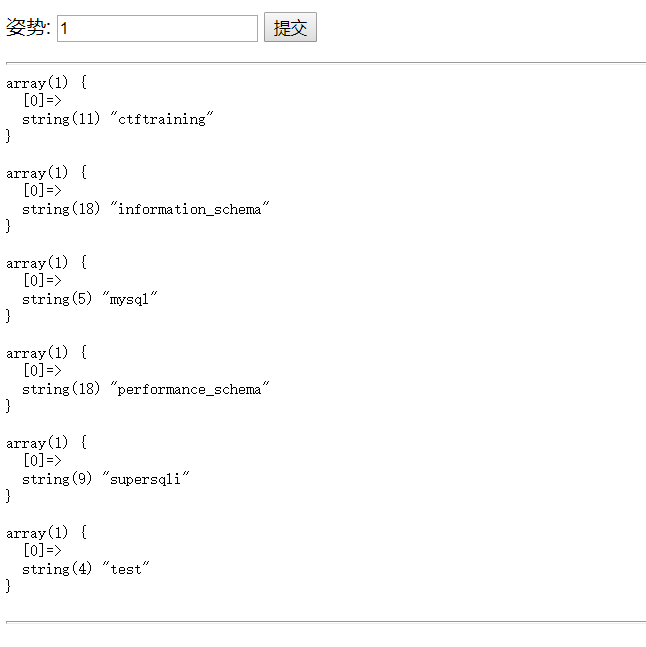 姿势: 1 提交
array(1) {
  [0]=>
  string(11) "ctftraining"
}
array(1) {
  [0]=>
  string(18) "information_schema"
}
array(1) {
  [0]=>
  string(5) "mysql"
}
array(1) {
  [0]=>
  string(18) "performance_schema"
}
array(1) {
  [0]=>
  string(9) "supersqli"
}
array(1) {
  [0]=>
  string(4) "test"
}